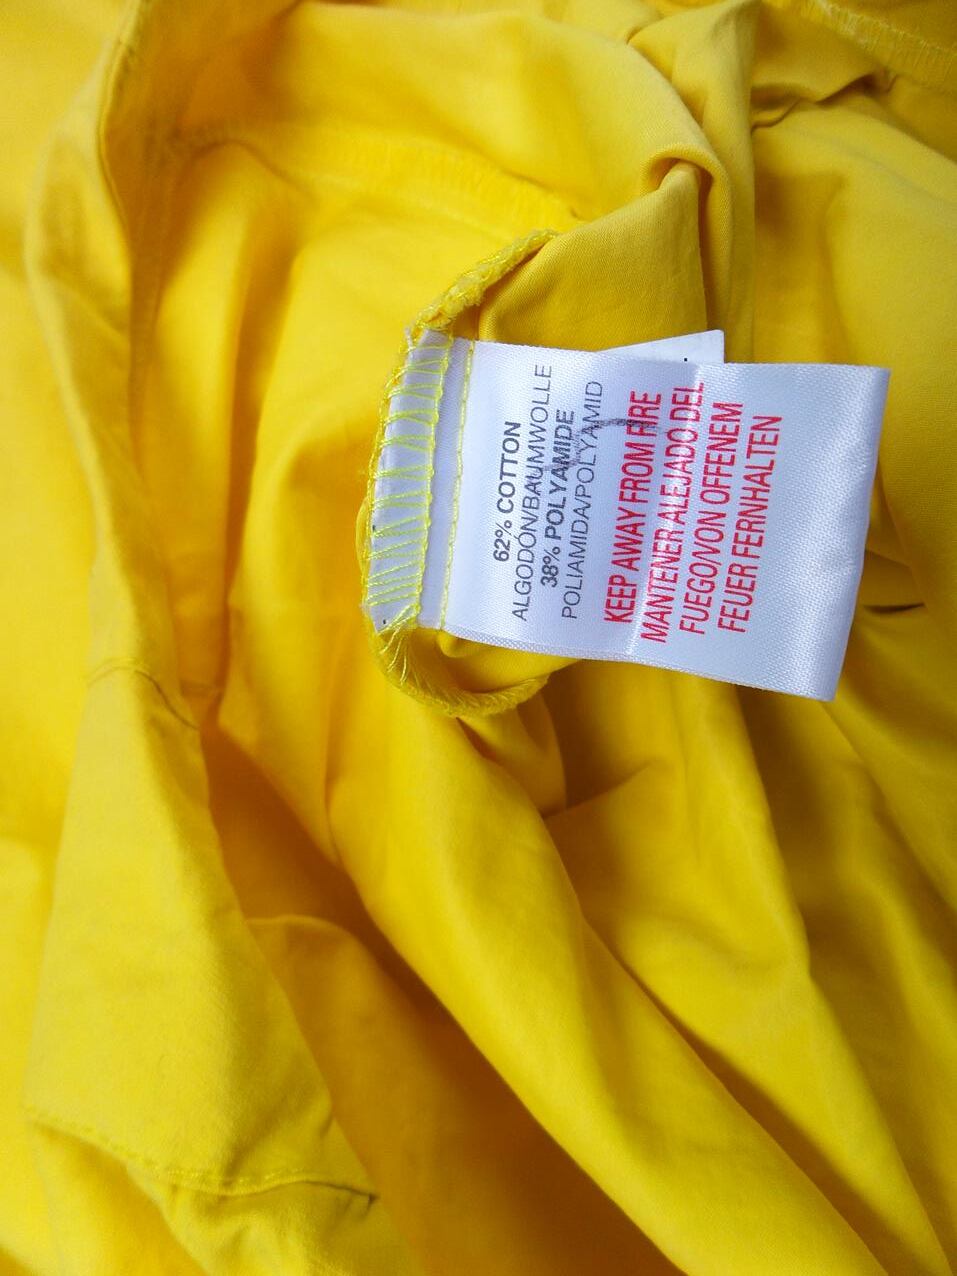 62% COTTON
ALGODÓN/BAUMWOLLE
38% POLYAMIDE
POLIAMIDA/POLYAMID
KEEP AWAY FROM FIRE
MANTENER ALEJADO DEL
FUEGO/VON OFFENEM
FEUER FERNHALTEN